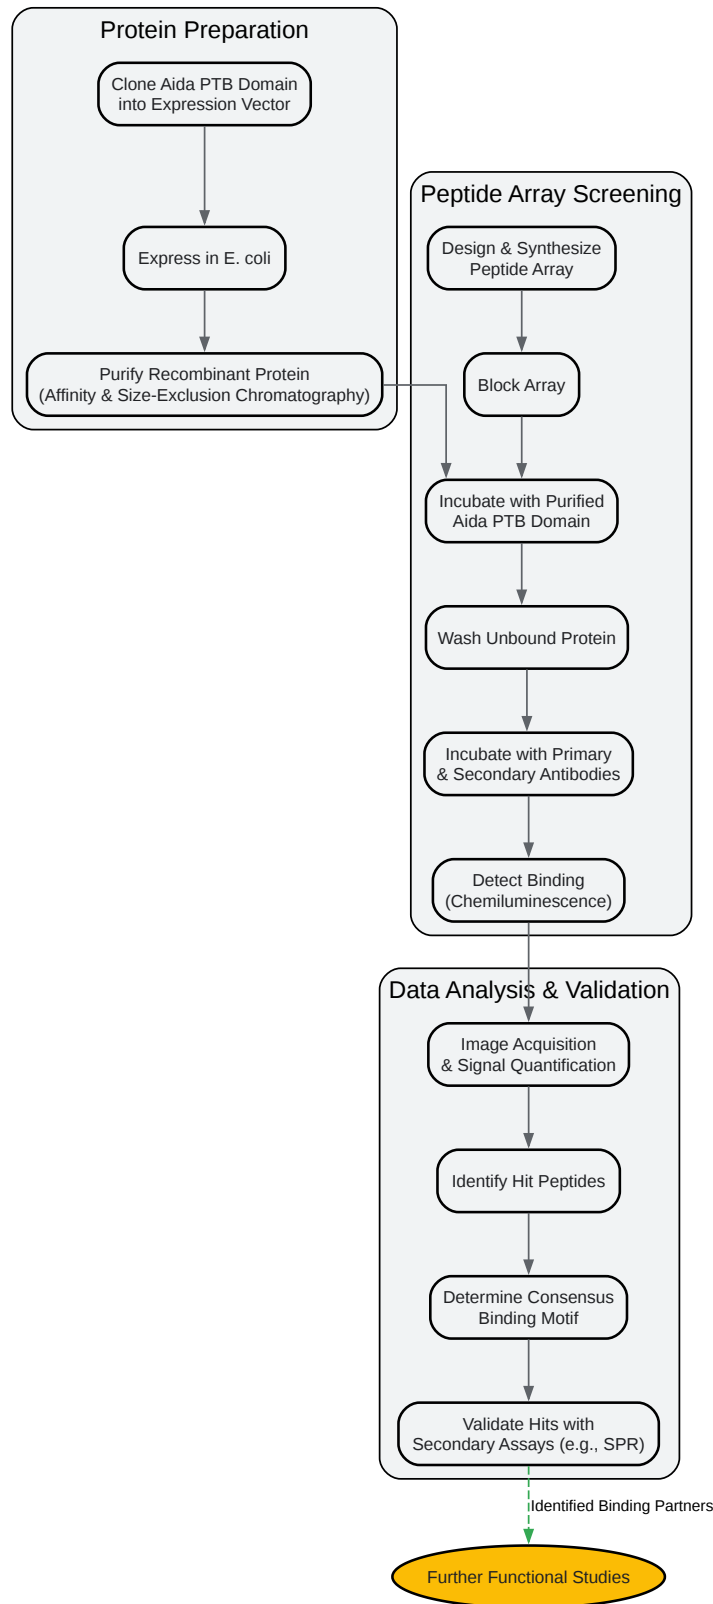 Protein Preparation
Clone Aida PTB Domain
into Expression Vector
Express in E. coli
Purify Recombinant Protein
(Affinity & Size-Exclusion Chromatography)
Peptide Array Screening
Design & Synthesize
Peptide Array
Block Array
Incubate with Purified
Aida PTB Domain
Wash Unbound Protein
Incubate with Primary
& Secondary Antibodies
Detect Binding
(Chemiluminescence)
Data Analysis & Validation
Image Acquisition
& Signal Quantification
Identify Hit Peptides
Determine Consensus
Binding Motif
Validate Hits with
Secondary Assays (e.g., SPR)
Identified Binding Partners
Further Functional Studies